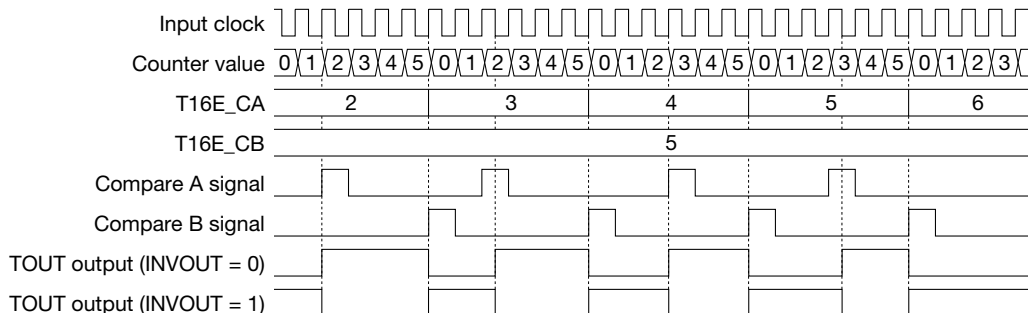 Input clock
Counter value 0 1 2 3 4 5 0 1 2 3 4 5 0 1 2 3 4 5 0 1 2 3 4 5 0 1 2 3
T16E_CA 2 3 4 5 6
T16E_CB 5
Compare A signal
Compare B signal
TOUT output (INVOUT = 0)
TOUT output (INVOUT = 1)